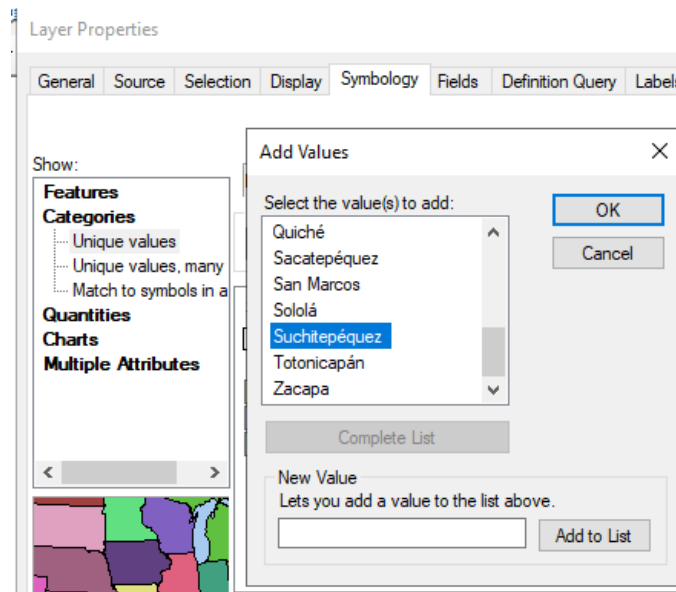 Layer Properties
General Source Selection Display Symbology Fields Definition Query Labels
Show:
Features
Categories
Unique values
Unique values, many
Match to symbols in a
Quantities
Charts
Multiple Attributes
Add Values
Select the value(s) to add:
Quiché
Sacatepéquez
San Marcos
Sololá
Suchitepéquez
Totonicapán
Zacapa
OK
Cancel
Complete List
New Value
Lets you add a value to the list above.
Add to List